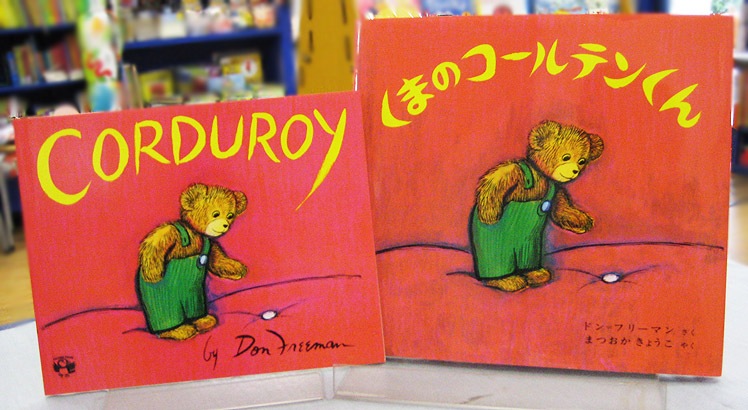 CORDUROY
by Don Freeman
くまのコールテンくん
ドン=フリーマン さく
まつおか きょうこ やく